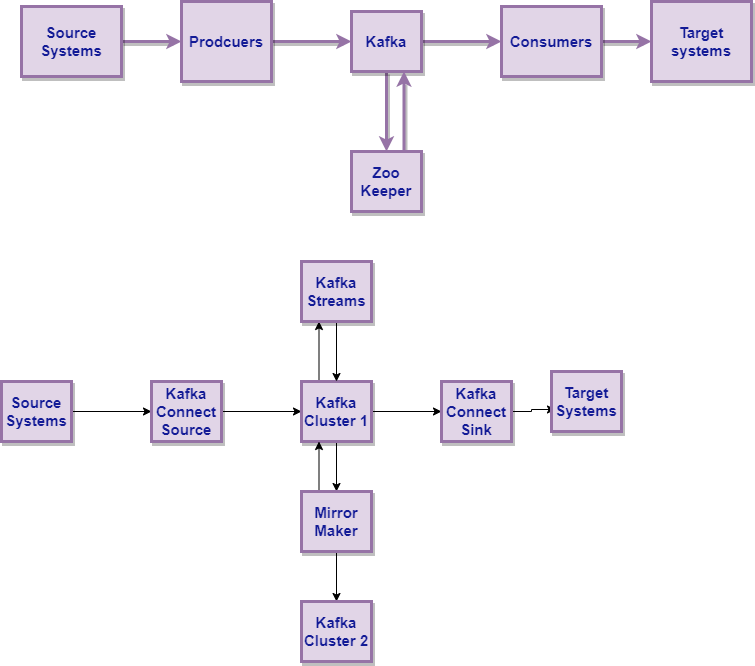 Source
Systems
Prodcuers
Kafka
Consumers
Target
systems
Zoo
Keeper
Kafka
Streams
Source
Systems
Kafka
Connect
Source
Kafka
Cluster 1
Kafka
Connect
Sink
Target
Systems
Mirror
Maker
Kafka
Cluster 2